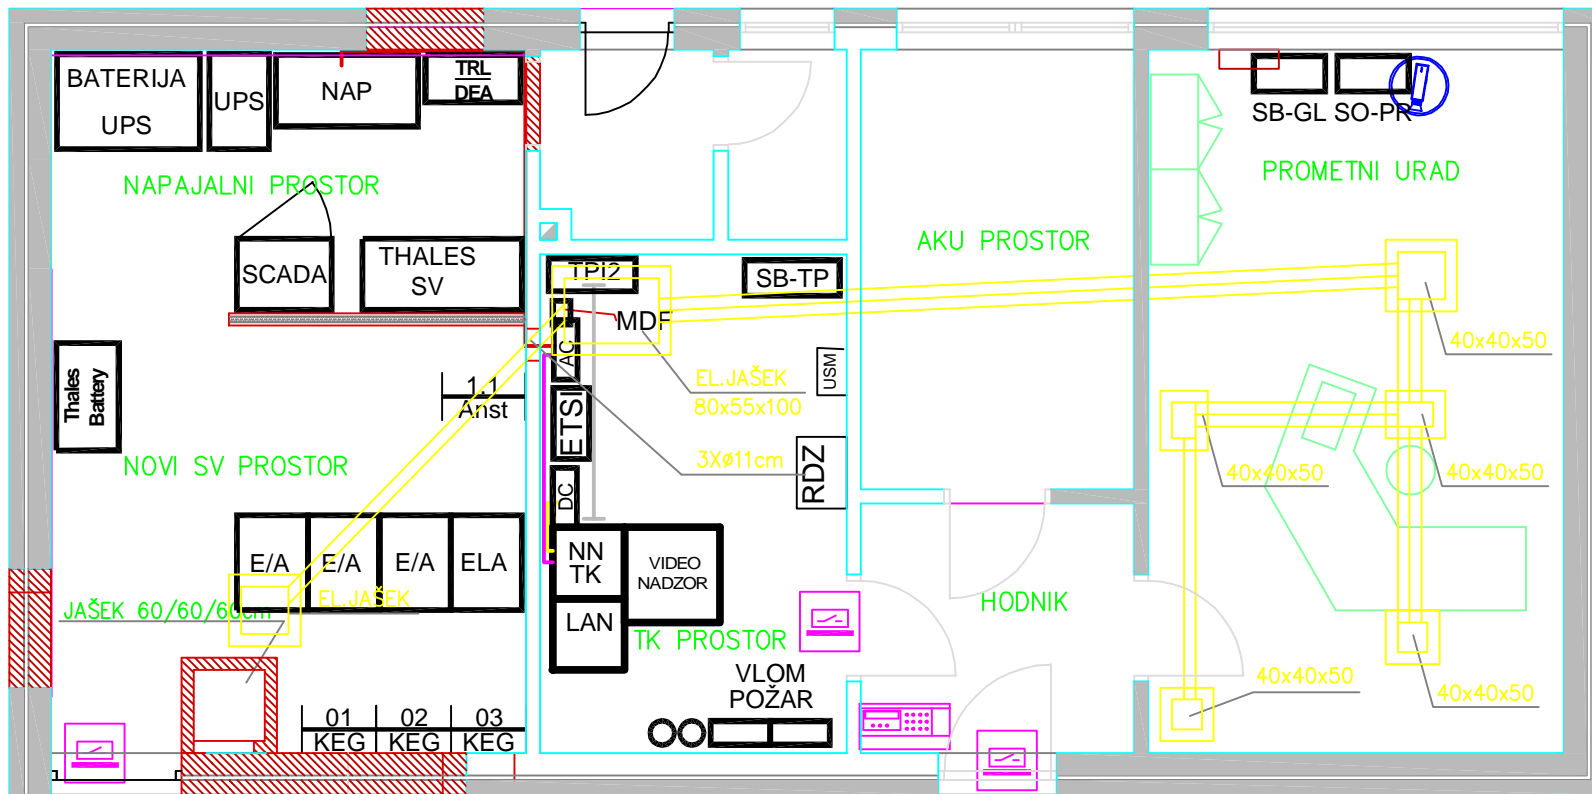 BATERIJA
UPS
UPS
NAP
TRL
DEA
NAPAJALNI PROSTOR
SCADA
THALES
SV
Thales
Battery
1.1
Anst
NOVI SV PROSTOR
E/A
E/A
E/A
ELA
JAŠEK 60/60/60cm
EL.JAŠEK
01
KEG
02
KEG
03
KEG
TPI2
SB-TP
MDF
AC
ETSI
DC
USM
RDZ
EL.JAŠEK
80x55x100
3XØ11cm
NN
TK
VIDEO
NADZOR
LAN
TK PROSTOR
VLOM
POŽAR
AKU PROSTOR
HODNIK
SB-GL
SO-PR
PROMETNI URAD
40x40x50
40x40x50
40x40x50
40x40x50
40x40x50